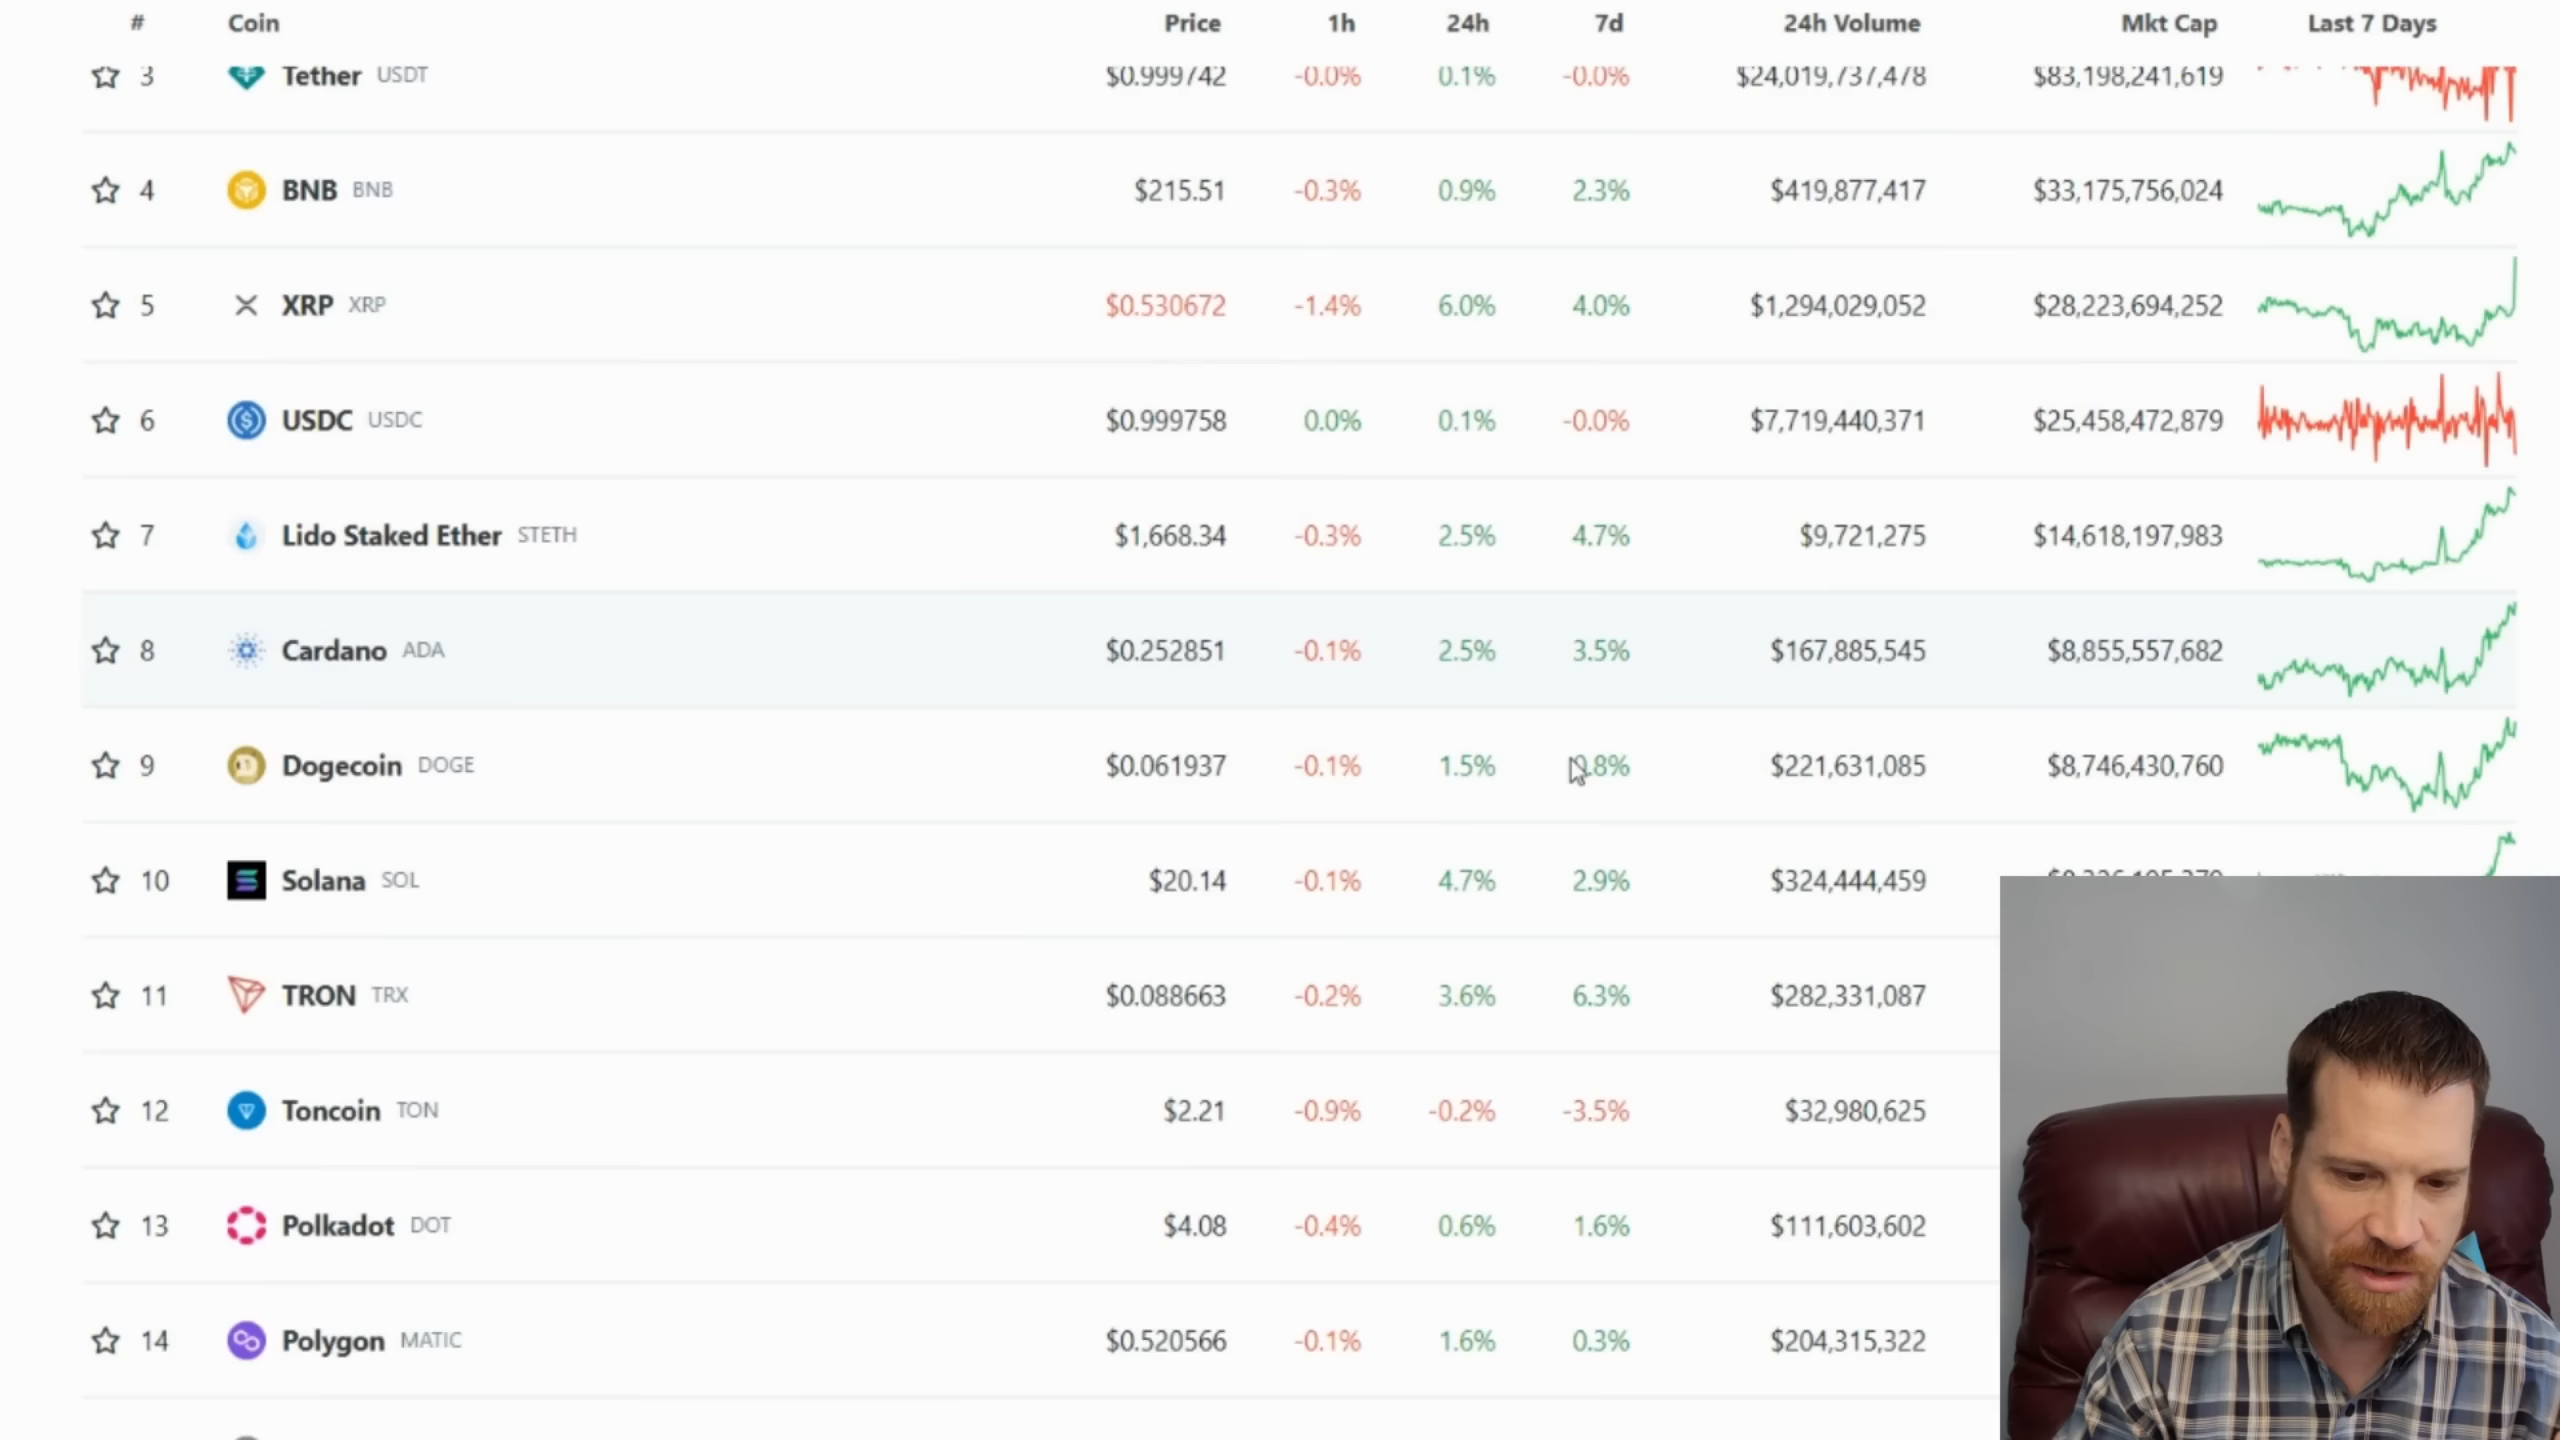 # Coin Price 1h 24h 7d 24h Volume Mkt Cap Last 7 Days
3 Tether USDT $0.999742 -0.0% 0.1% -0.0% $24,019,737,478 $83,198,241,619
4 BNB BNB $215.51 -0.3% 0.9% 2.3% $419,877,417 $33,175,756,024
5 XRP XRP $0.530672 -1.4% 6.0% 4.0% $1,294,029,052 $28,223,694,252
6 USDC USDC $0.999758 0.0% 0.1% -0.0% $7,719,440,371 $25,458,472,879
7 Lido Staked Ether STETH $1,668.34 -0.3% 2.5% 4.7% $9,721,275 $14,618,197,983
8 Cardano ADA $0.252851 -0.1% 2.5% 3.5% $167,885,545 $8,855,557,682
9 Dogecoin DOGE $0.061937 -0.1% 1.5% $221,631,085 $8,746,430,760
10 Solana SOL $20.14 -0.1% 4.7% 2.9% $324,444,459
11 TRON TRX $0.088663 -0.2% 3.6% 6.3% $282,331,087
12 Toncoin TON $2.21 -0.9% -0.2% -3.5% $32,980,625
13 Polkadot DOT $4.08 -0.4% 0.6% 1.6% $111,603,602
14 Polygon MATIC $0.520566 -0.1% 1.6% 0.3% $204,315,322